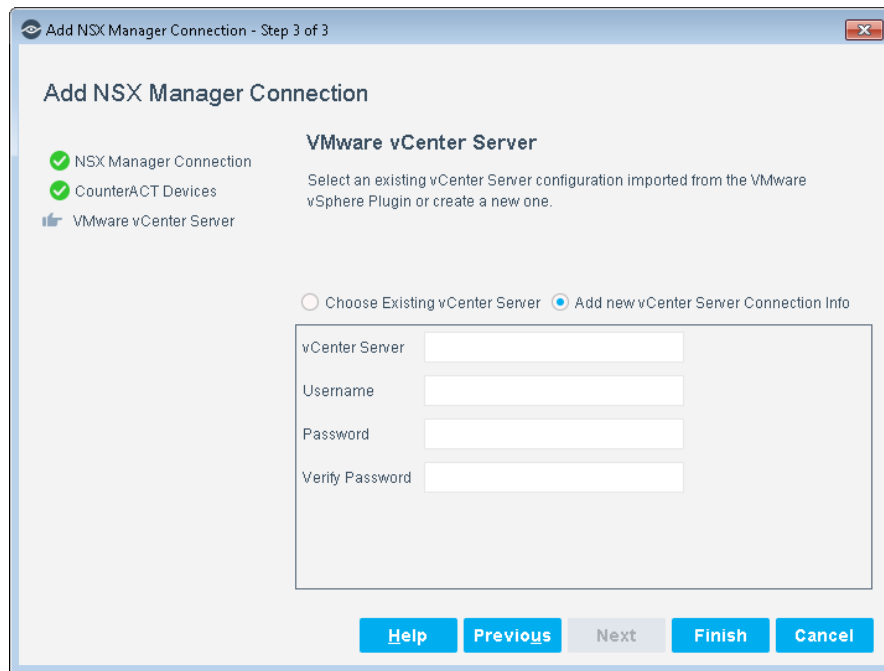 Add NSX Manager Connection - Step 3 of 3
Add NSX Manager Connection
NSX Manager Connection
CounterACT Devices
VMware vCenter Server
VMware vCenter Server
Select an existing vCenter Server configuration imported from the VMware
vSphere Plugin or create a new one.
Choose Existing vCenter Server Add new vCenter Server Connection Info
vCenter Server
Username
Password
Verify Password
Help Previous Next Finish Cancel